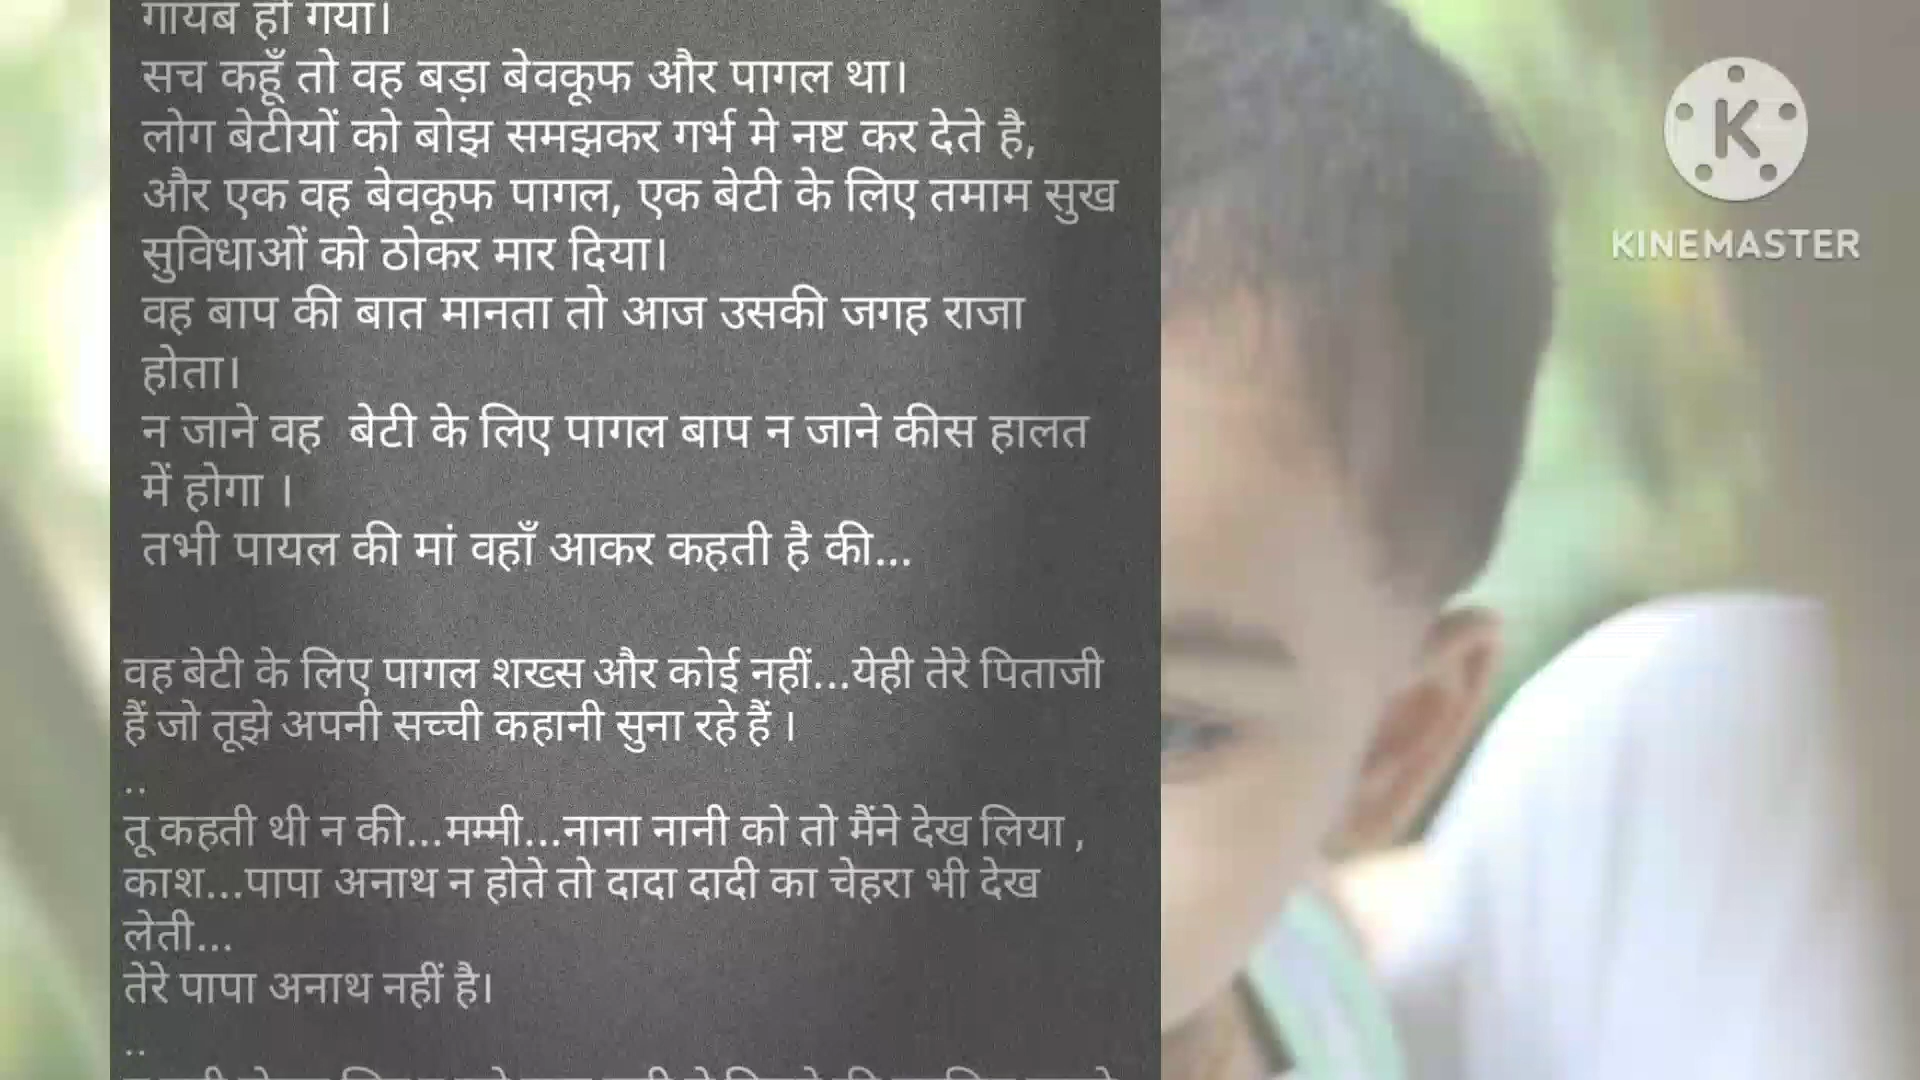 गायब हो गया।
सच कहूँ तो वह बड़ा बेवकूफ और पागल था।
लोग बेटीयों को बोझ समझकर गर्भ मे नष्ट कर देते है,
और एक वह बेवकूफ पागल, एक बेटी के लिए तमाम सुख
सुविधाओं को ठोकर मार दिया।
वह बाप की बात मानता तो आज उसकी जगह राजा
होता।
न जाने वह बेटी के लिए पागल बाप न जाने कीस हालत
में होगा ।
तभी पायल की मां वहाँ आकर कहती है की...
वह बेटी के लिए पागल शख्स और कोई नहीं...येही तेरे पिताजी
हैं जो तूझे अपनी सच्ची कहानी सुना रहे हैं ।
..
तू कहती थी न की...मम्मी...नाना नानी को तो मैंने देख लिया ,
काश...पापा अनाथ न होते तो दादा दादी का चेहरा भी देख
लेती...
तेरे पापा अनाथ नहीं है।
..
K
KINEMASTER